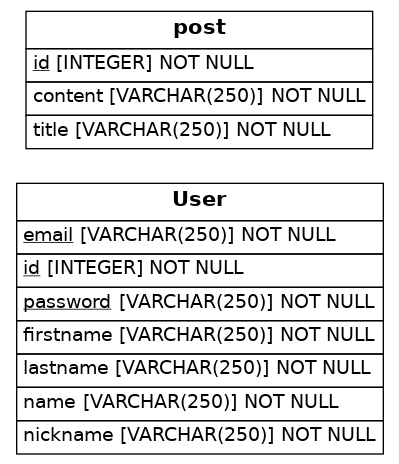 post
id [INTEGER] NOT NULL
content [VARCHAR(250)] NOT NULL
title [VARCHAR(250)] NOT NULL
User
email [VARCHAR(250)] NOT NULL
id [INTEGER] NOT NULL
password [VARCHAR(250)] NOT NULL
firstname [VARCHAR(250)] NOT NULL
lastname [VARCHAR(250)] NOT NULL
name [VARCHAR(250)] NOT NULL
nickname [VARCHAR(250)] NOT NULL